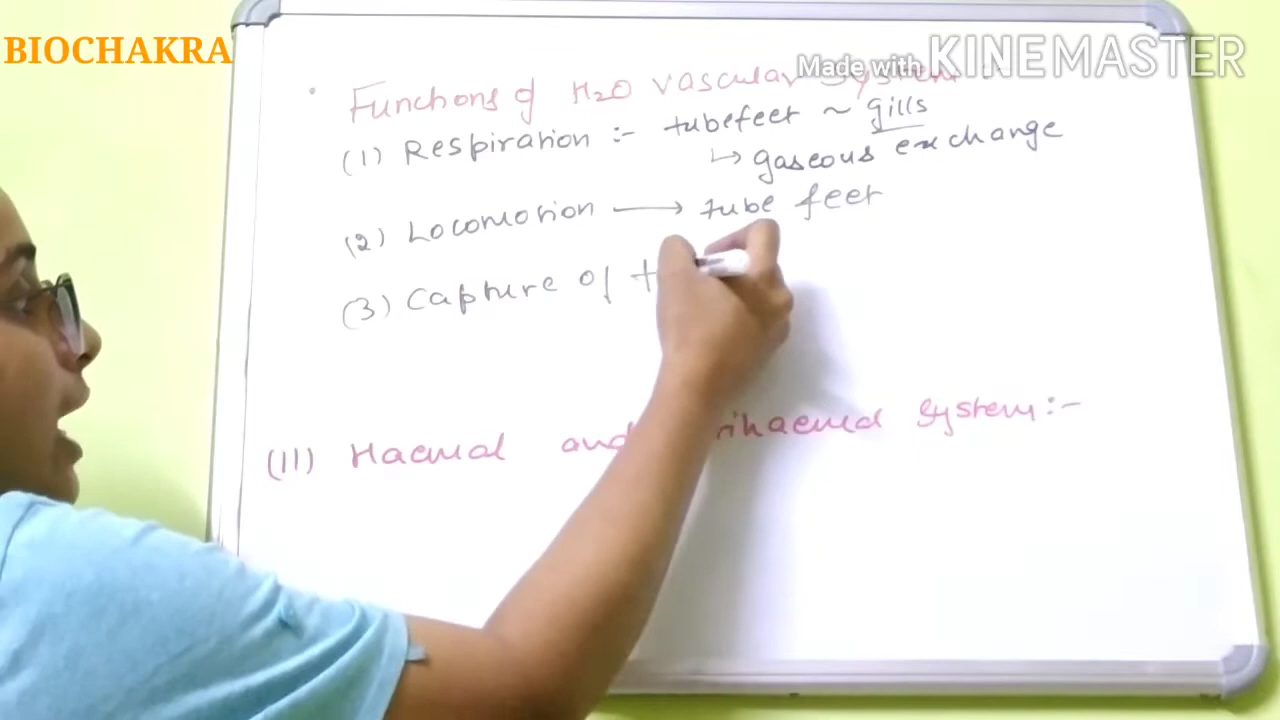 BIOCHAKRA
Made with KINEMASTER
Functions of H2O vascular system :-
(1) Respiration :- tubefeet ~ gills
↳ gaseous exchange
(2) Locomotion → tube feet
(3) Capture of
(II) Haemal and system :-